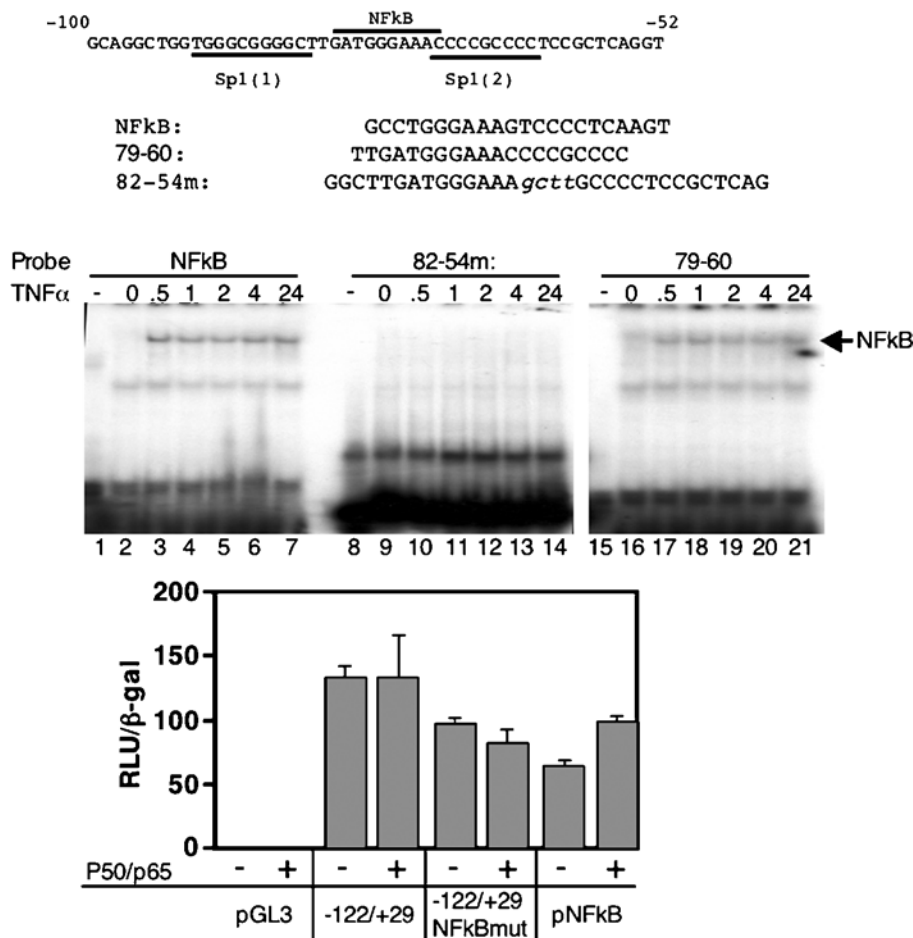 NFkB
-100 -52
GCAGGCTGGTGGGCGGGGCTTGATGGGAAACCCCGCCCCTCCGCTCAGGT
Sp1(1) Sp1(2)
NFkB: GCCTGGGAAAGTCCCCTCAAGT
79-60: TTGATGGGAAACCCCGCCCC
82-54m: GGCTTGATGGGAAAgcttGCCCCTCCGCTCAG
Probe NFkB 82-54m: 79-60
TNFα - 0 .5 1 2 4 24 - 0 .5 1 2 4 24 - 0 .5 1 2 4 24
NFkB
1 2 3 4 5 6 7 8 9 10 11 12 13 14 15 16 17 18 19 20 21
200
150
100
50
0
RLU/β-gal
P50/p65 - + - + - + - +
pGL3 -122/+29 -122/+29 NFkBmut pNFkB